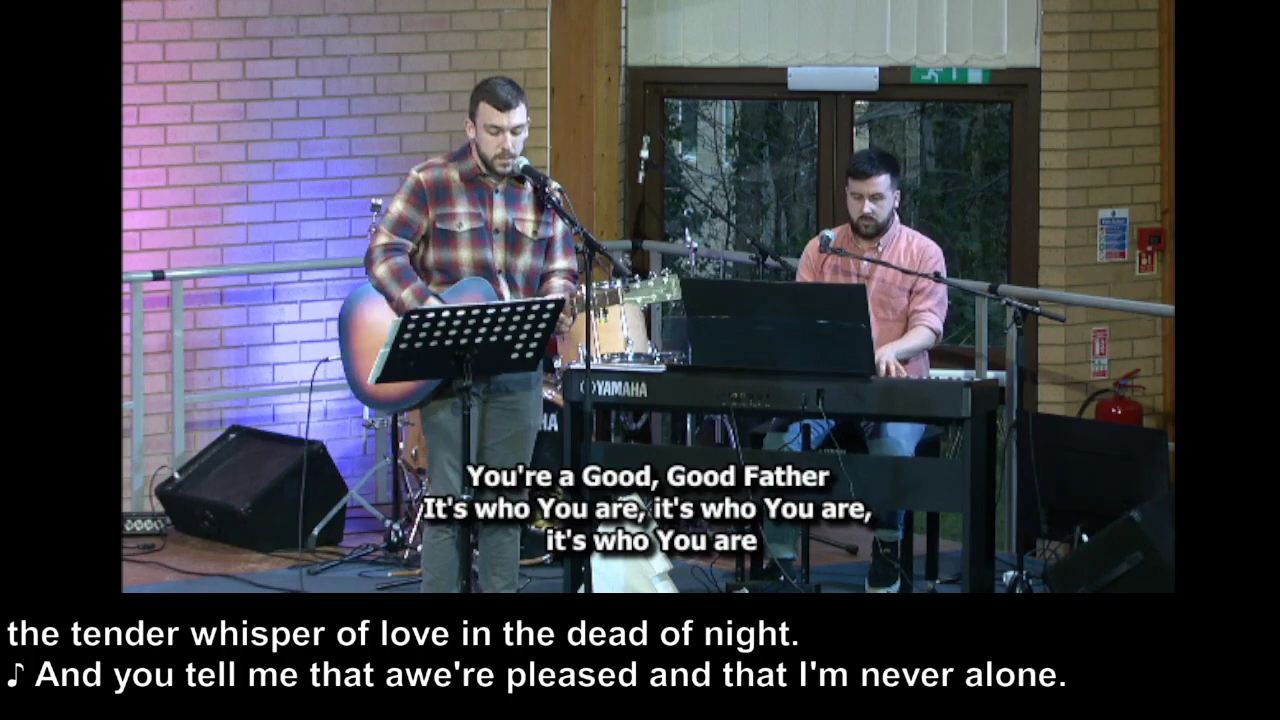 YAMAHA
HA
You're a Good, Good Father
It's who You are, it's who You are,
it's who You are
the tender whisper of love in the dead of night.
♪ And you tell me that awe're pleased and that I'm never alone.